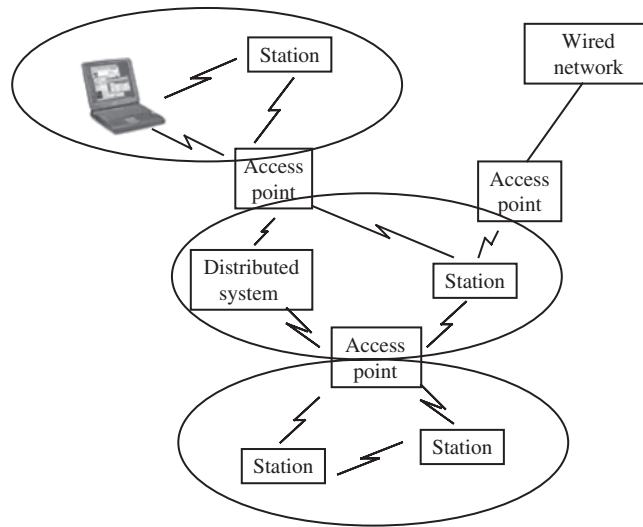 Station
Wired
network
Access
point
Access
point
Distributed
system
Station
Access
point
Station
Station